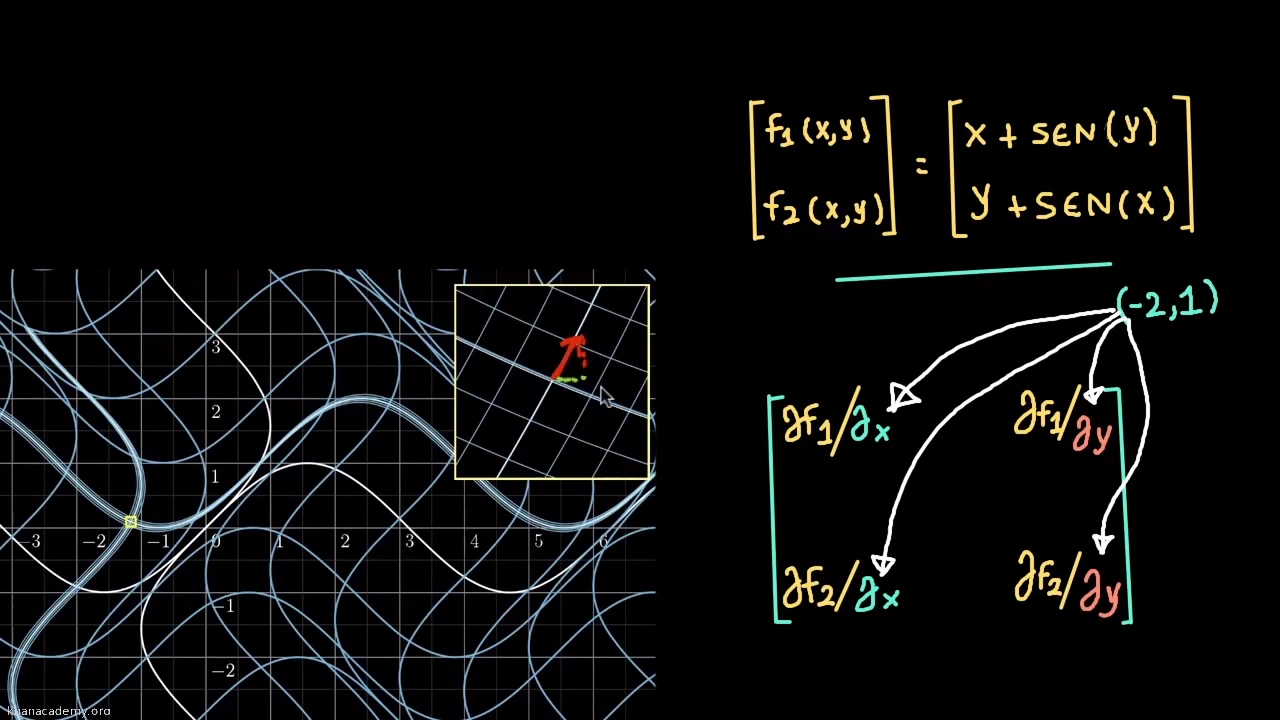 [f1(x,y)] = [x + SEN(y)]
[f2(x,y)] [y + SEN(x)]
(-2,1)
∂f1/∂x ∂f1/∂y
∂f2/∂x ∂f2/∂y
3
2
1
−3 −2 −1 0 1 2 3 4 5 6
−1
−2
khanacademy.org